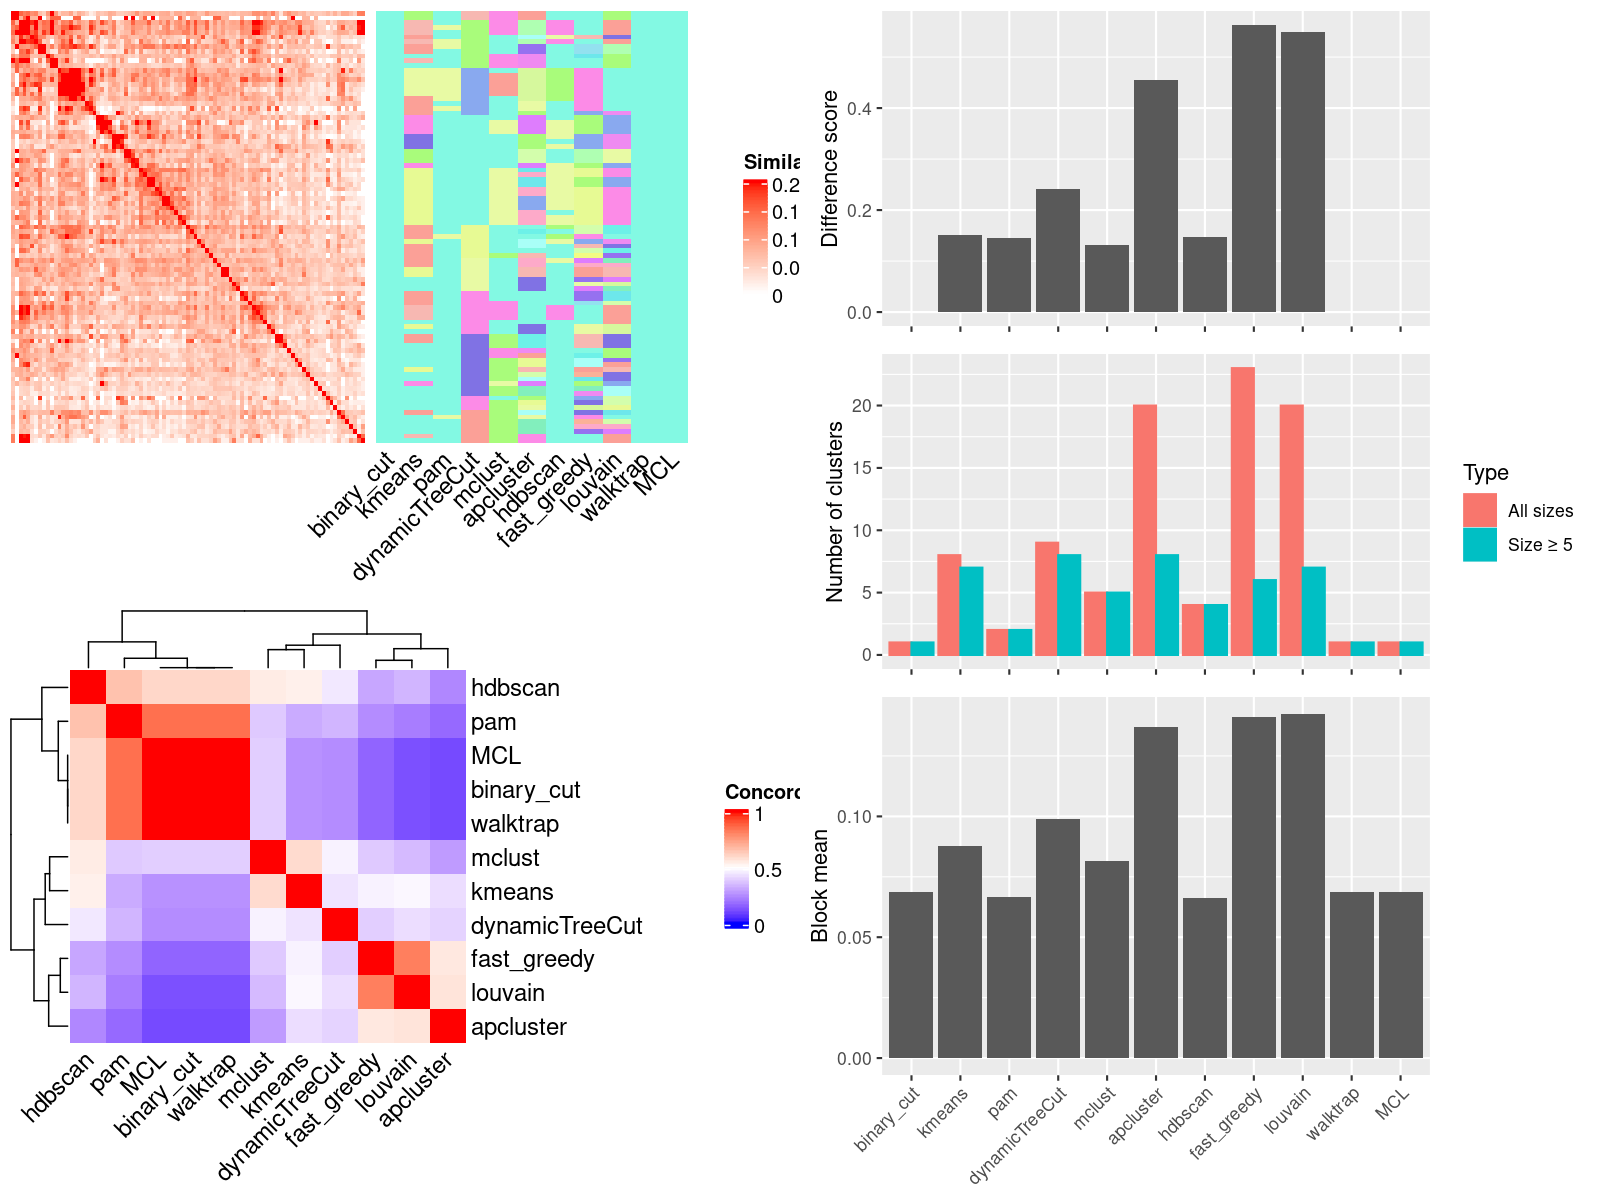 Simila
0.2
0.1
0.1
0.0
0
binary_cut
kmeans
pam
dynamicTreeCut
mclust
apcluster
hdbscan
fast_greedy
louvain
walktrap
MCL
hdbscan
pam
MCL
binary_cut
walktrap
mclust
kmeans
dynamicTreeCut
fast_greedy
louvain
apcluster
hdbscan
pam
MCL
binary_cut
walktrap
mclust
kmeans
dynamicTreeCut
fast_greedy
louvain
apcluster
Concord
1
0.5
0
Difference score
0.4
0.2
0.0
Number of clusters
20
15
10
5
0
Type
All sizes
Size ≥ 5
Block mean
0.10
0.05
0.00
binary_cut
kmeans
pam
dynamicTreeCut
mclust
apcluster
hdbscan
fast_greedy
louvain
walktrap
MCL